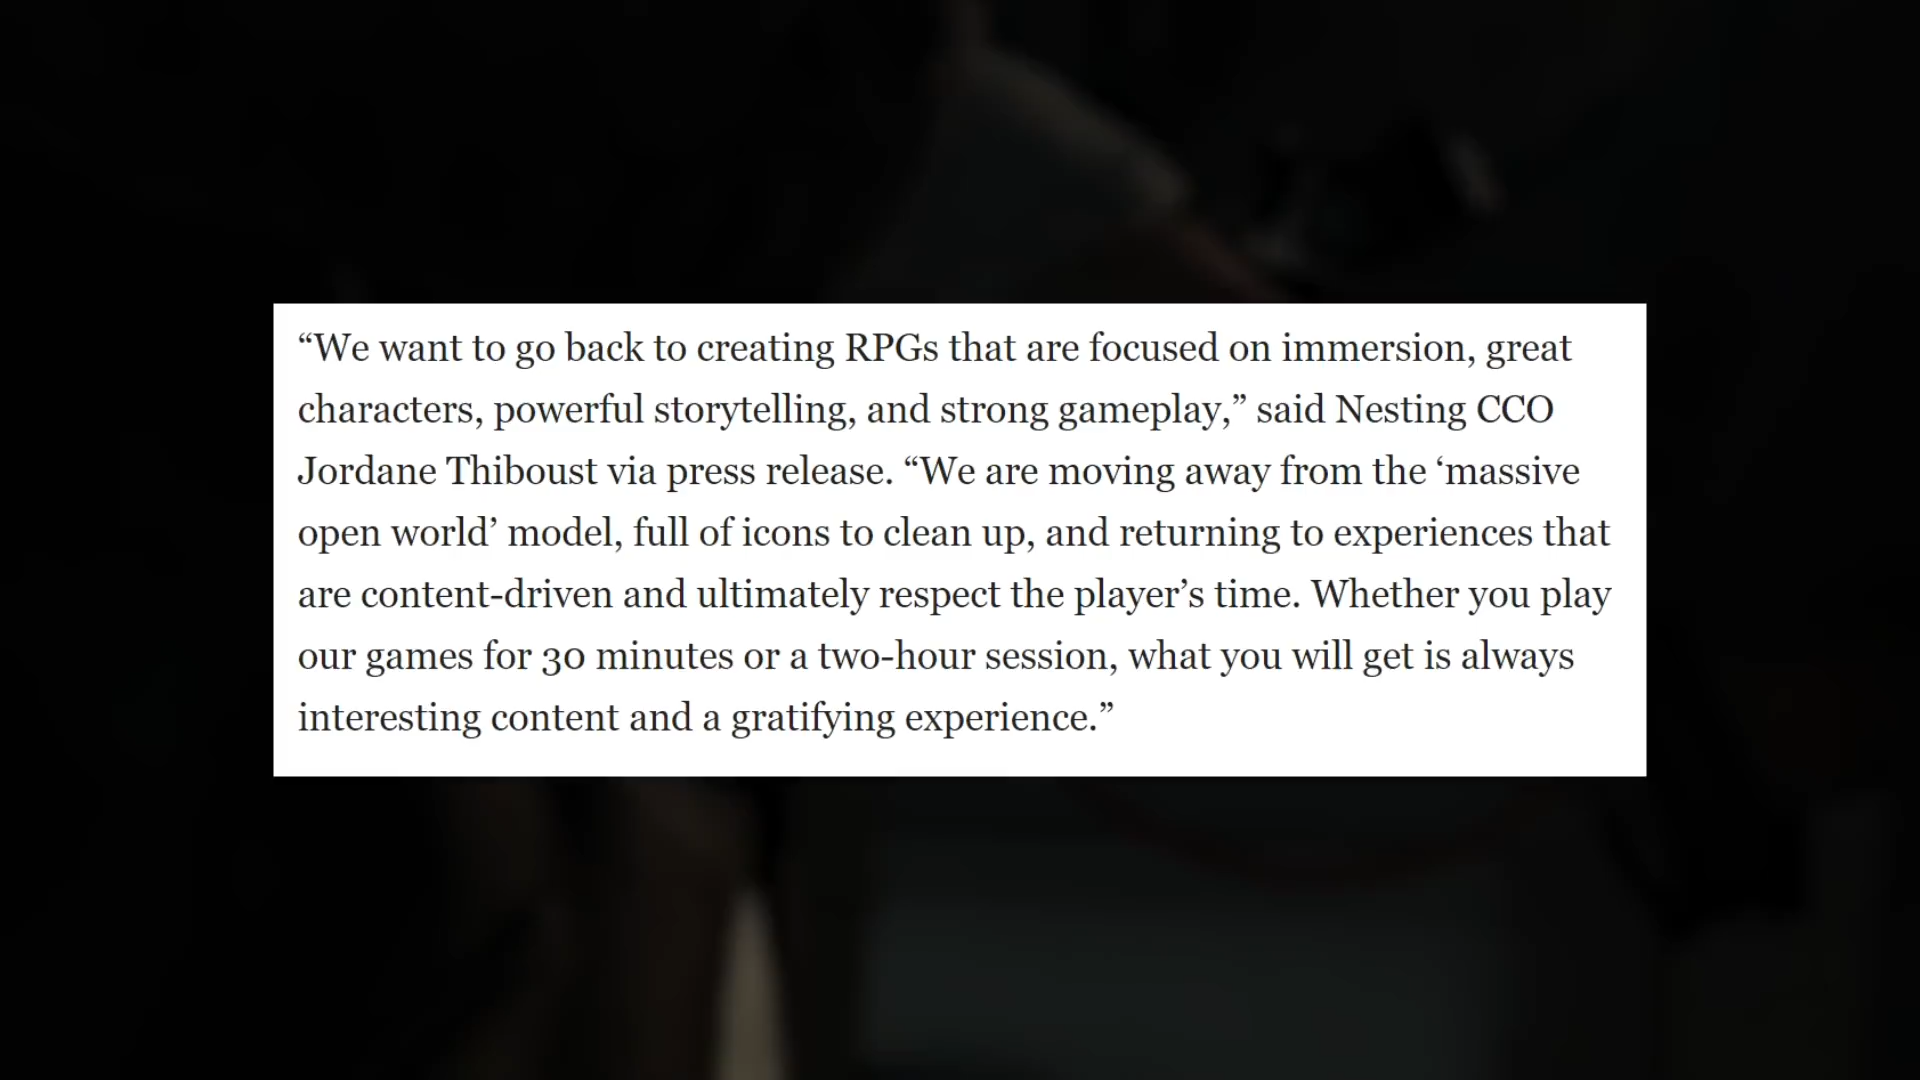 “We want to go back to creating RPGs that are focused on immersion, great
characters, powerful storytelling, and strong gameplay,” said Nesting CCO
Jordane Thiboust via press release. “We are moving away from the ‘massive
open world’ model, full of icons to clean up, and returning to experiences that
are content-driven and ultimately respect the player’s time. Whether you play
our games for 30 minutes or a two-hour session, what you will get is always
interesting content and a gratifying experience.”